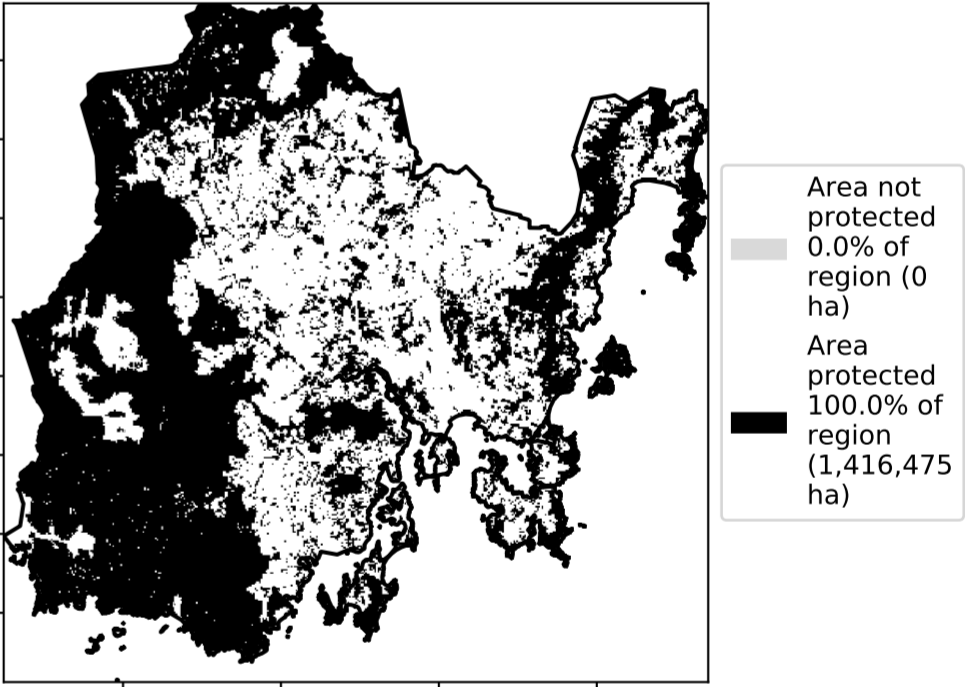 Area not
protected
0.0% of
region (0
ha)
Area
protected
100.0% of
region
(1,416,475
ha)